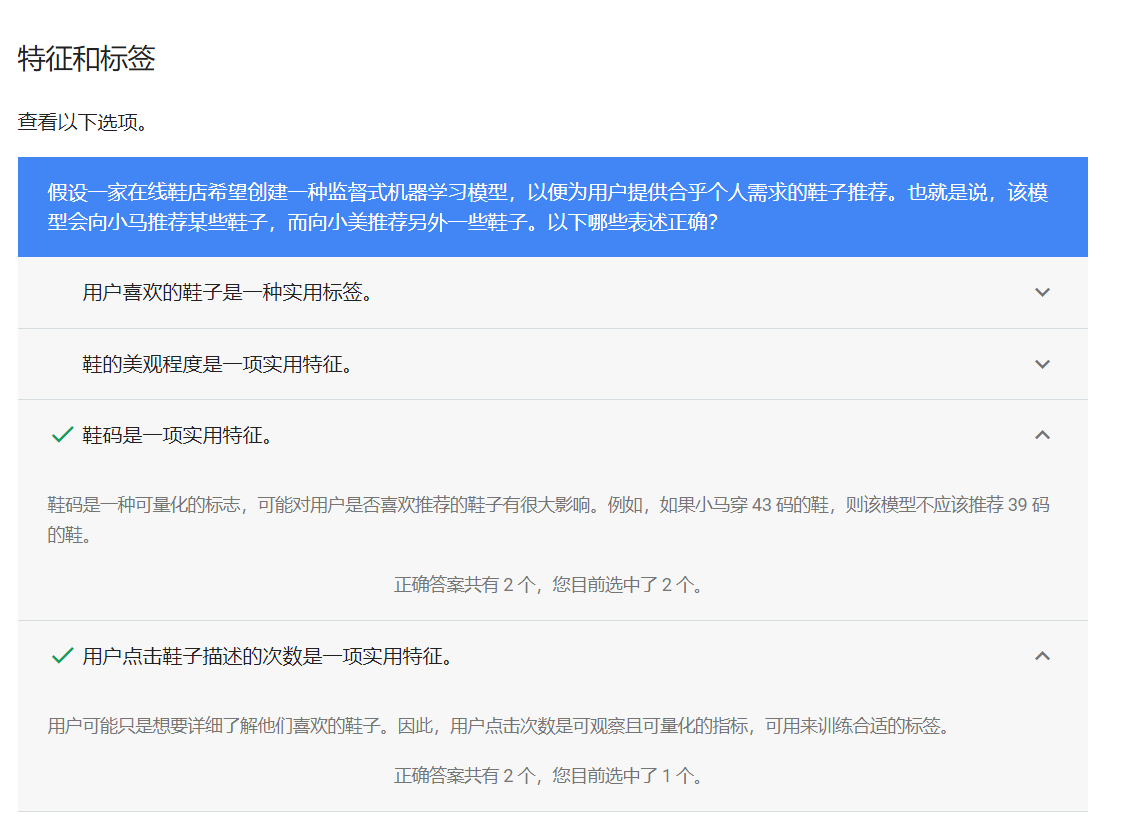 特征和标签
查看以下选项。
假设一家在线鞋店希望创建一种监督式机器学习模型，以便为用户提供合乎个人需求的鞋子推荐。也就是说，该模
型会向小马推荐某些鞋子，而向小美推荐另外一些鞋子。以下哪些表述正确？
用户喜欢的鞋子是一种实用标签。
鞋的美观程度是一项实用特征。
鞋码是一项实用特征。
鞋码是一种可量化的标志，可能对用户是否喜欢推荐的鞋子有很大影响。例如，如果小马穿 43 码的鞋，则该模型不应该推荐 39 码
的鞋。
正确答案共有 2 个，您目前选中了 2 个。
用户点击鞋子描述的次数是一项实用特征。
用户可能只是想要详细了解他们喜欢的鞋子。因此，用户点击次数是可观察且可量化的指标，可用来训练合适的标签。
正确答案共有 2 个，您目前选中了 1 个。